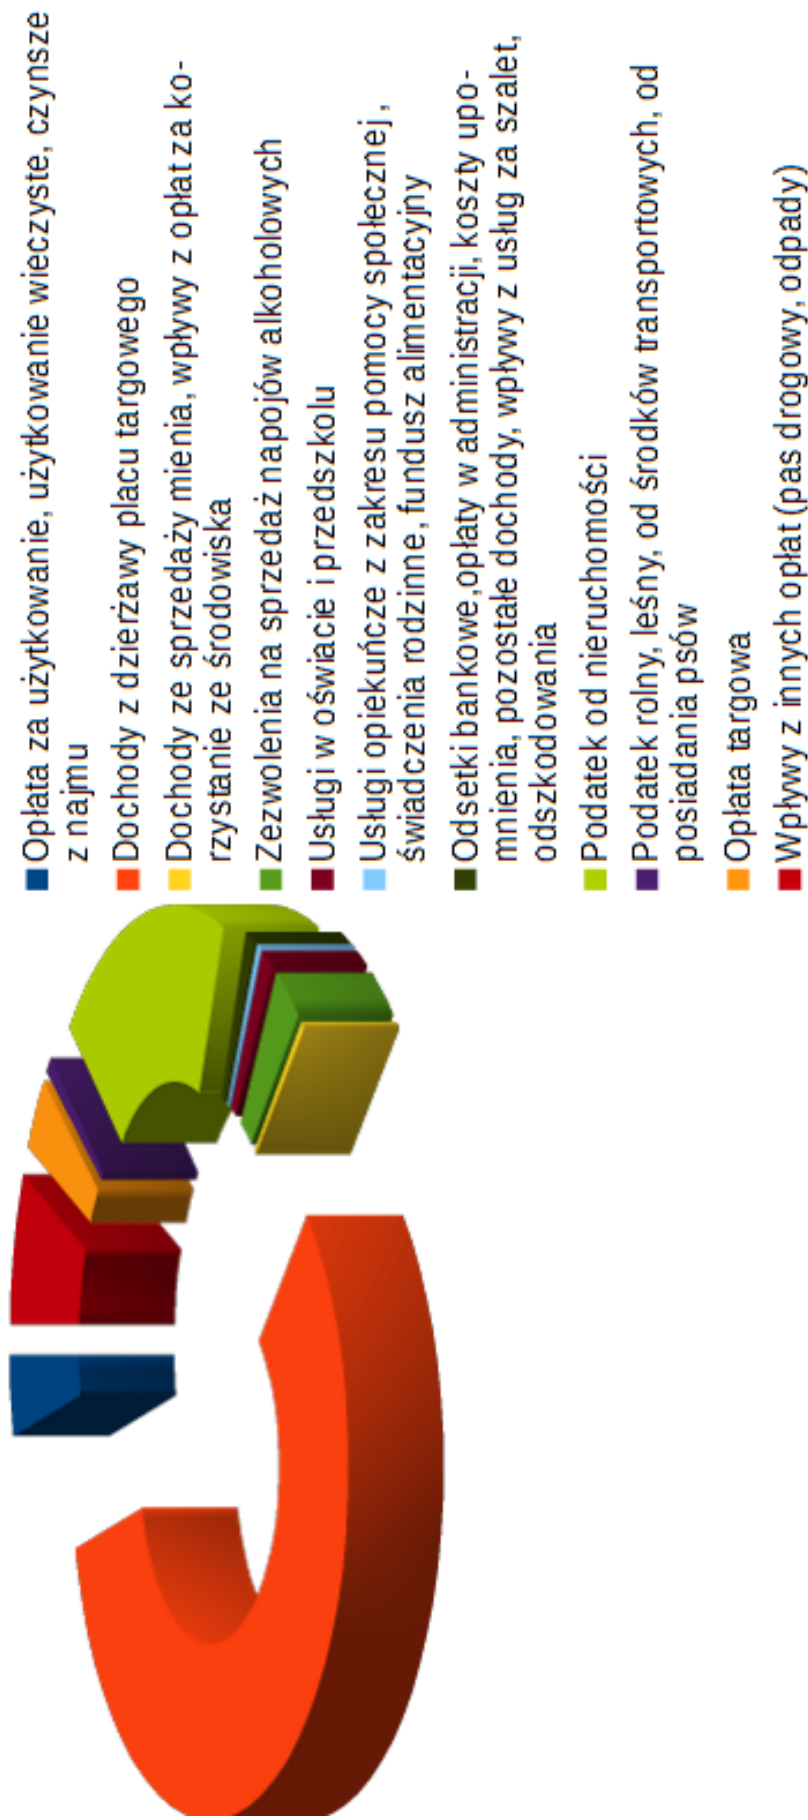 Opłata za użytkowanie, użytkowanie wieczyste, czynsze
z najmu
Dochody z dzierżawy placu targowego
Dochody ze sprzedaży mienia, wpływy z opłat za ko-
rzystanie ze środowiska
Zezwolenia na sprzedaż napojów alkoholowych
Usługi w oświacie i przedszkolu
Usługi opiekuńcze z zakresu pomocy społecznej ,
świadczenia rodzinne, fundusz alimentacyjny
Odsetki bankowe,opłaty w administracji, koszty upo-
mnienia, pozostałe dochody, wpływy z usług za szalet,
odszkodowania
Podatek od nieruchomości
Podatek rolny, leśny, od środków transportowych, od
posiadania psów
Opłata targowa
Wpływy z innych opłat (pas drogowy, odpady)